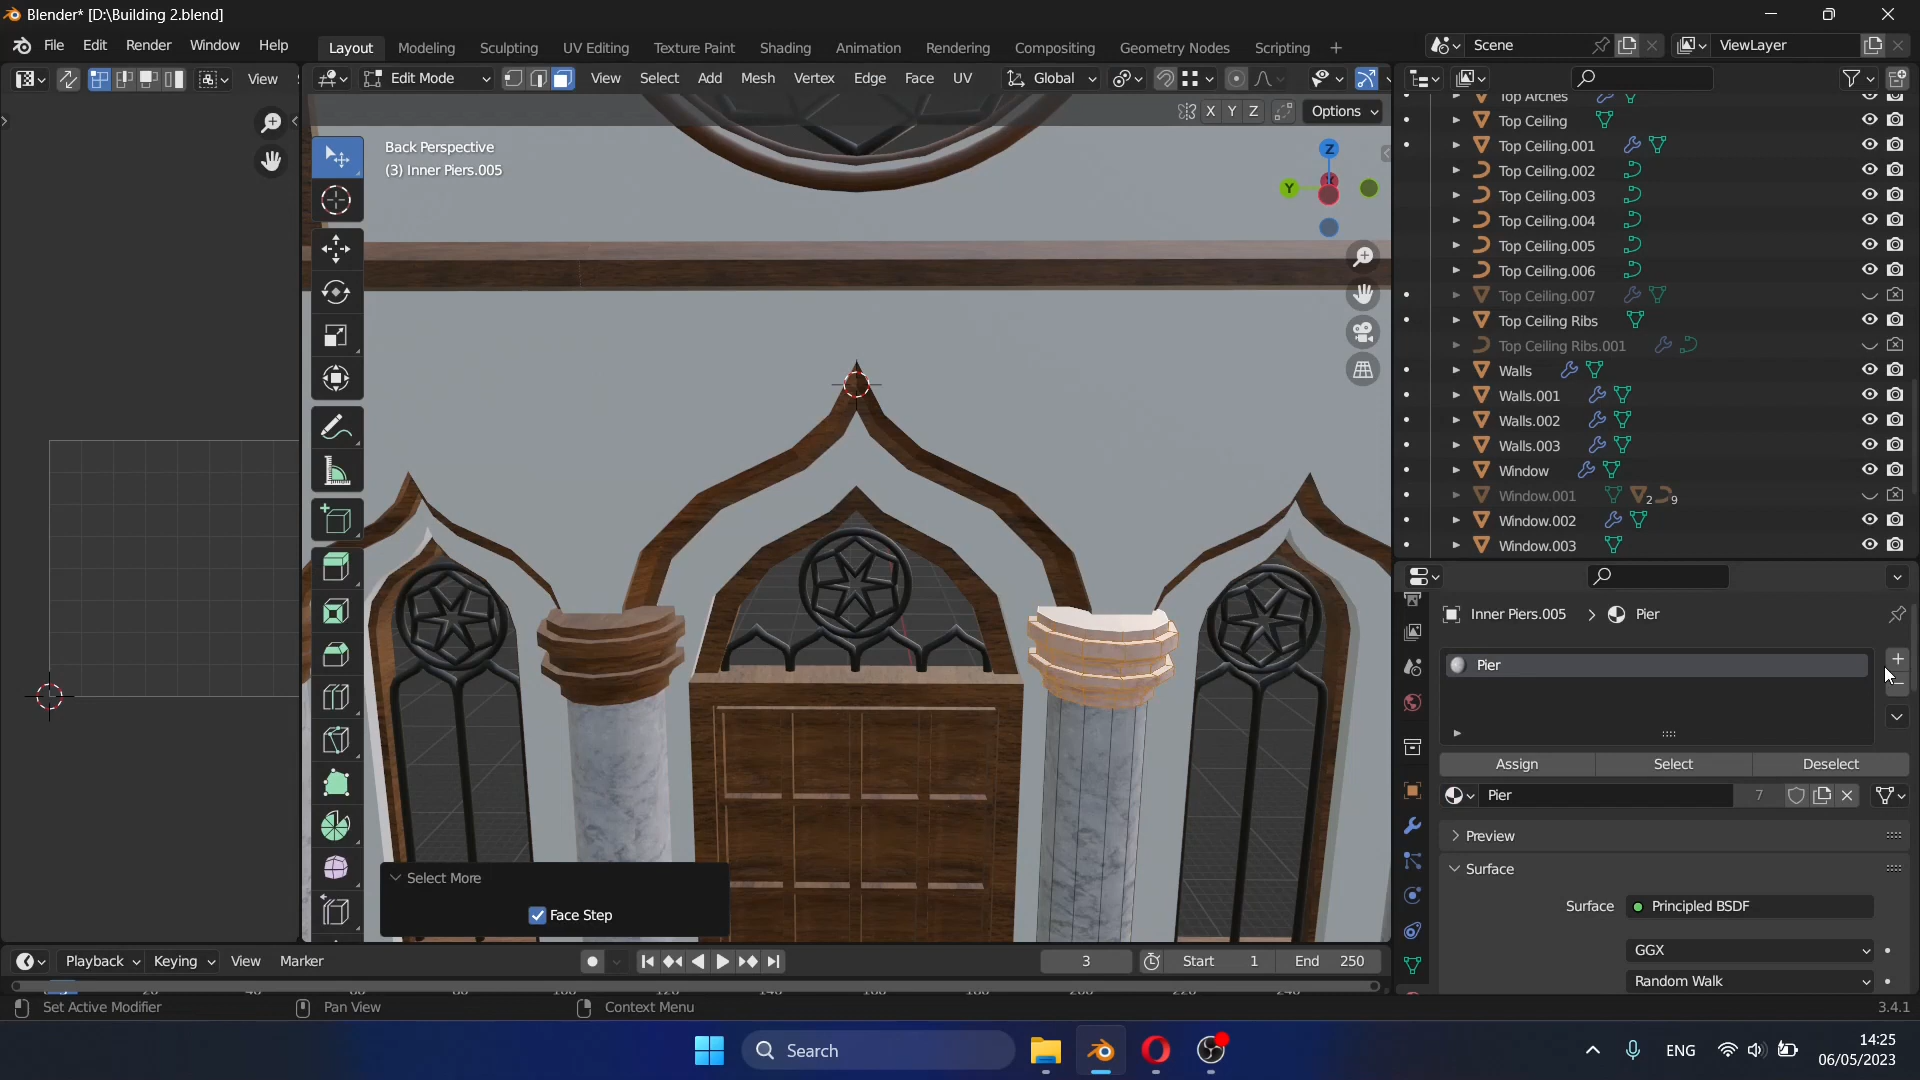 Blender* [D:\Building 2.blend]
File Edit Render Window Help
Layout Modeling Sculpting UV Editing Texture Paint Shading Animation Rendering Compositing Geometry Nodes Scripting +
Scene
ViewLayer
View
Edit Mode
View Select Add Mesh Vertex Edge Face UV
Global
X Y Z
Options
Back Perspective
(3) Inner Piers.005
Z
Y
Top Arches
Top Ceiling
Top Ceiling.001
Top Ceiling.002
Top Ceiling.003
Top Ceiling.004
Top Ceiling.005
Top Ceiling.006
Top Ceiling.007
Top Ceiling Ribs
Top Ceiling Ribs.001
Walls
Walls.001
Walls.002
Walls.003
Window
Window.001 2 9
Window.002
Window.003
Inner Piers.005 > Pier
Pier
Assign Select Deselect
Pier 7
Preview
Surface
Surface Principled BSDF
GGX
Random Walk
Select More
Face Step
Playback Keying View Marker
3
Start 1 End 250
Set Active Modifier
Pan View
Context Menu
3.4.1
Search
ENG
14:25
06/05/2023